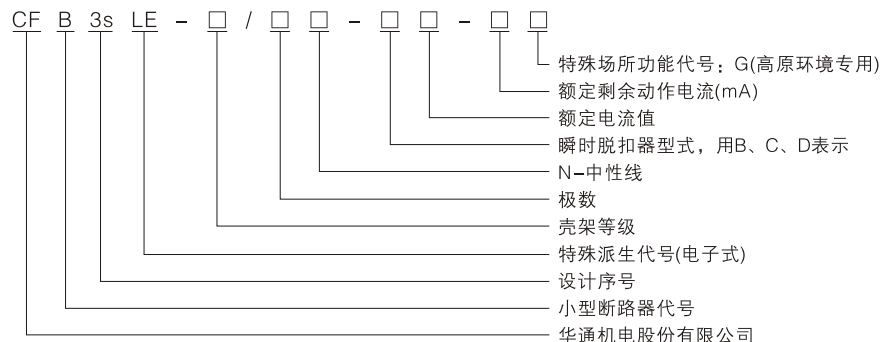 CF B 3s LE - □ / □ □ - □ □ - □ □
特殊场所功能代号：G(高原环境专用)
额定剩余动作电流(mA)
额定电流值
瞬时脱扣器型式，用B、C、D表示
N-中性线
极数
壳架等级
特殊派生代号(电子式)
设计序号
小型断路器代号
华通机电股份有限公司